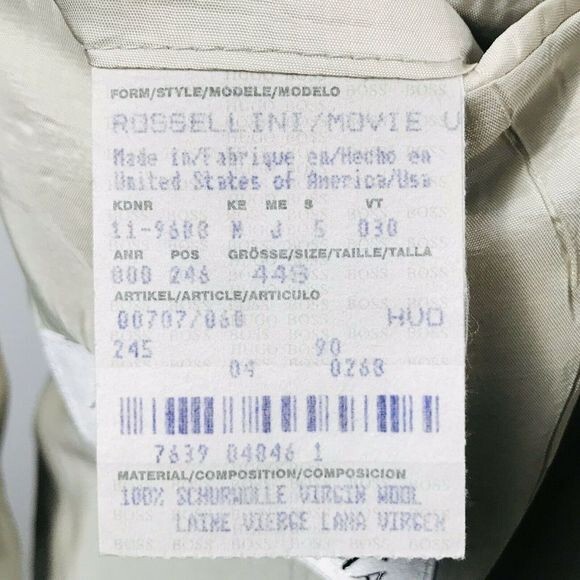 FORM/STYLE/MODELE/MODELO
ROSSELLINI/MOVIE U
Made in/Fabrique en/Hecho en
United States of America/Usa
KDNR KE ME S VT
11-9600 M J S 030
ANR POS GRÖSSE/SIZE/TAILLE/TALLA
000 246 44S
ARTIKEL/ARTICLE/ARTICULO
00707/060 HUO
245 90
04 0268
7639 04046 1
MATERIAL/COMPOSITION/COMPOSICION
100% SCHURWOLLE VIRGIN WOOL
LAINE VIERGE LANA VIRGEN